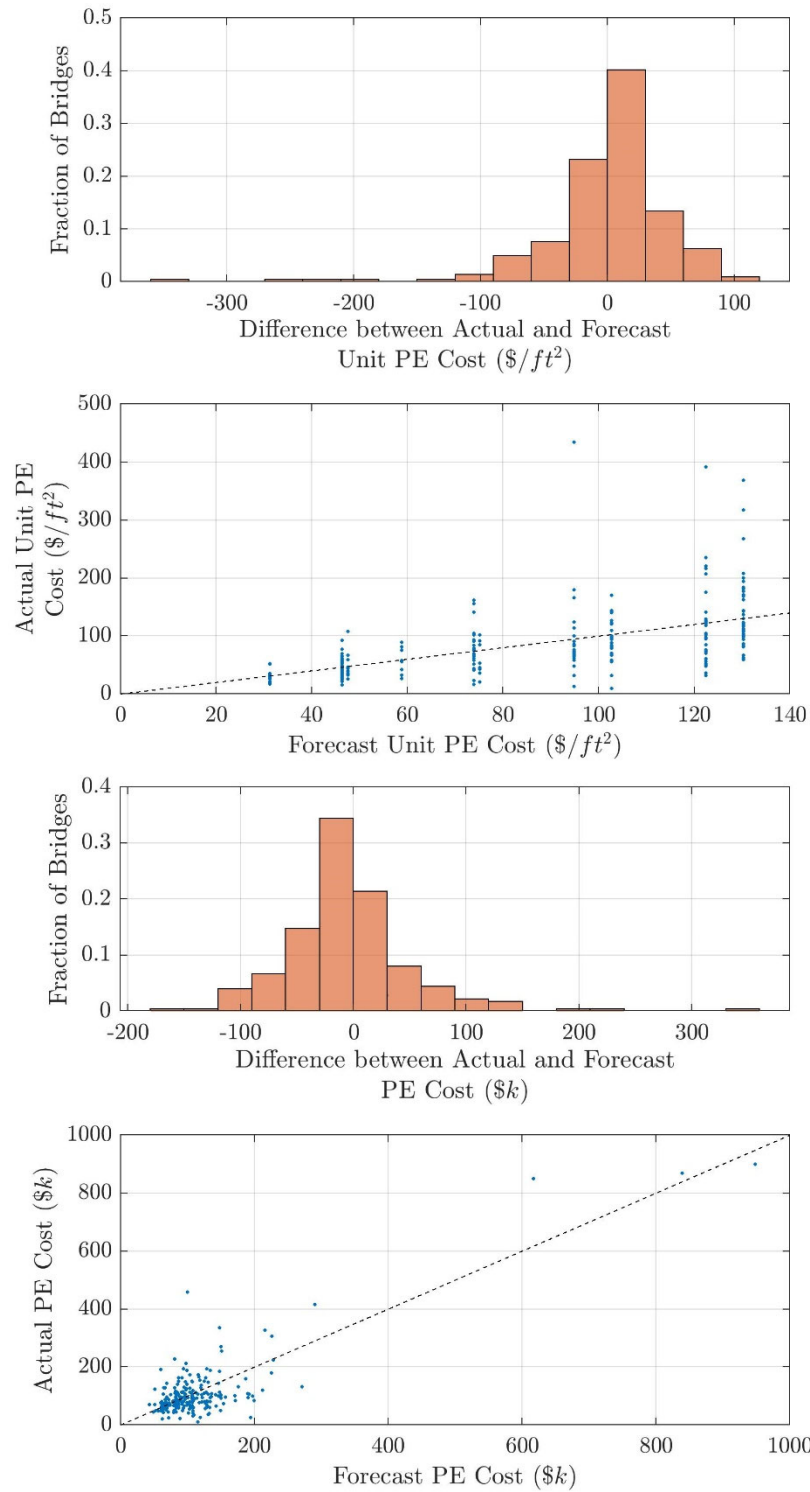 0.5
0.4
0.3
0.2
0.1
0
Fraction of Bridges
-300 -200 -100 0 100
Difference between Actual and Forecast
Unit PE Cost ($/ft²)
500
400
300
200
100
0
Actual Unit PE
Cost ($/ft²)
0 20 40 60 80 100 120 140
Forecast Unit PE Cost ($/ft²)
0.4
0.3
0.2
0.1
0
Fraction of Bridges
-200 -100 0 100 200 300
Difference between Actual and Forecast
PE Cost ($k)
1000
800
600
400
200
0
Actual PE Cost ($k)
0 200 400 600 800 1000
Forecast PE Cost ($k)